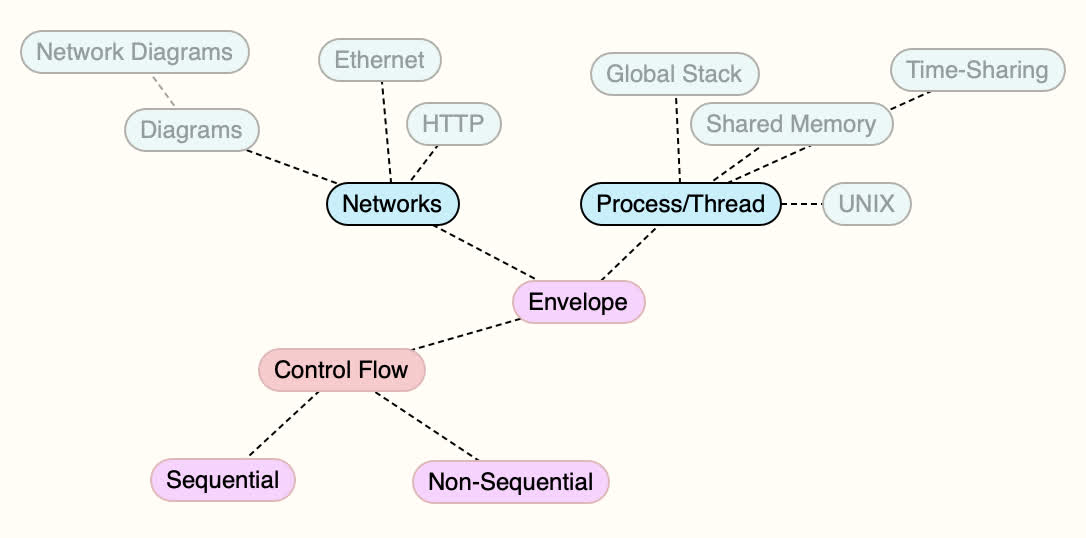 Network Diagrams
Ethernet
Global Stack
Time-Sharing
Diagrams
HTTP
Shared Memory
Networks
Process/Thread
UNIX
Envelope
Control Flow
Sequential
Non-Sequential